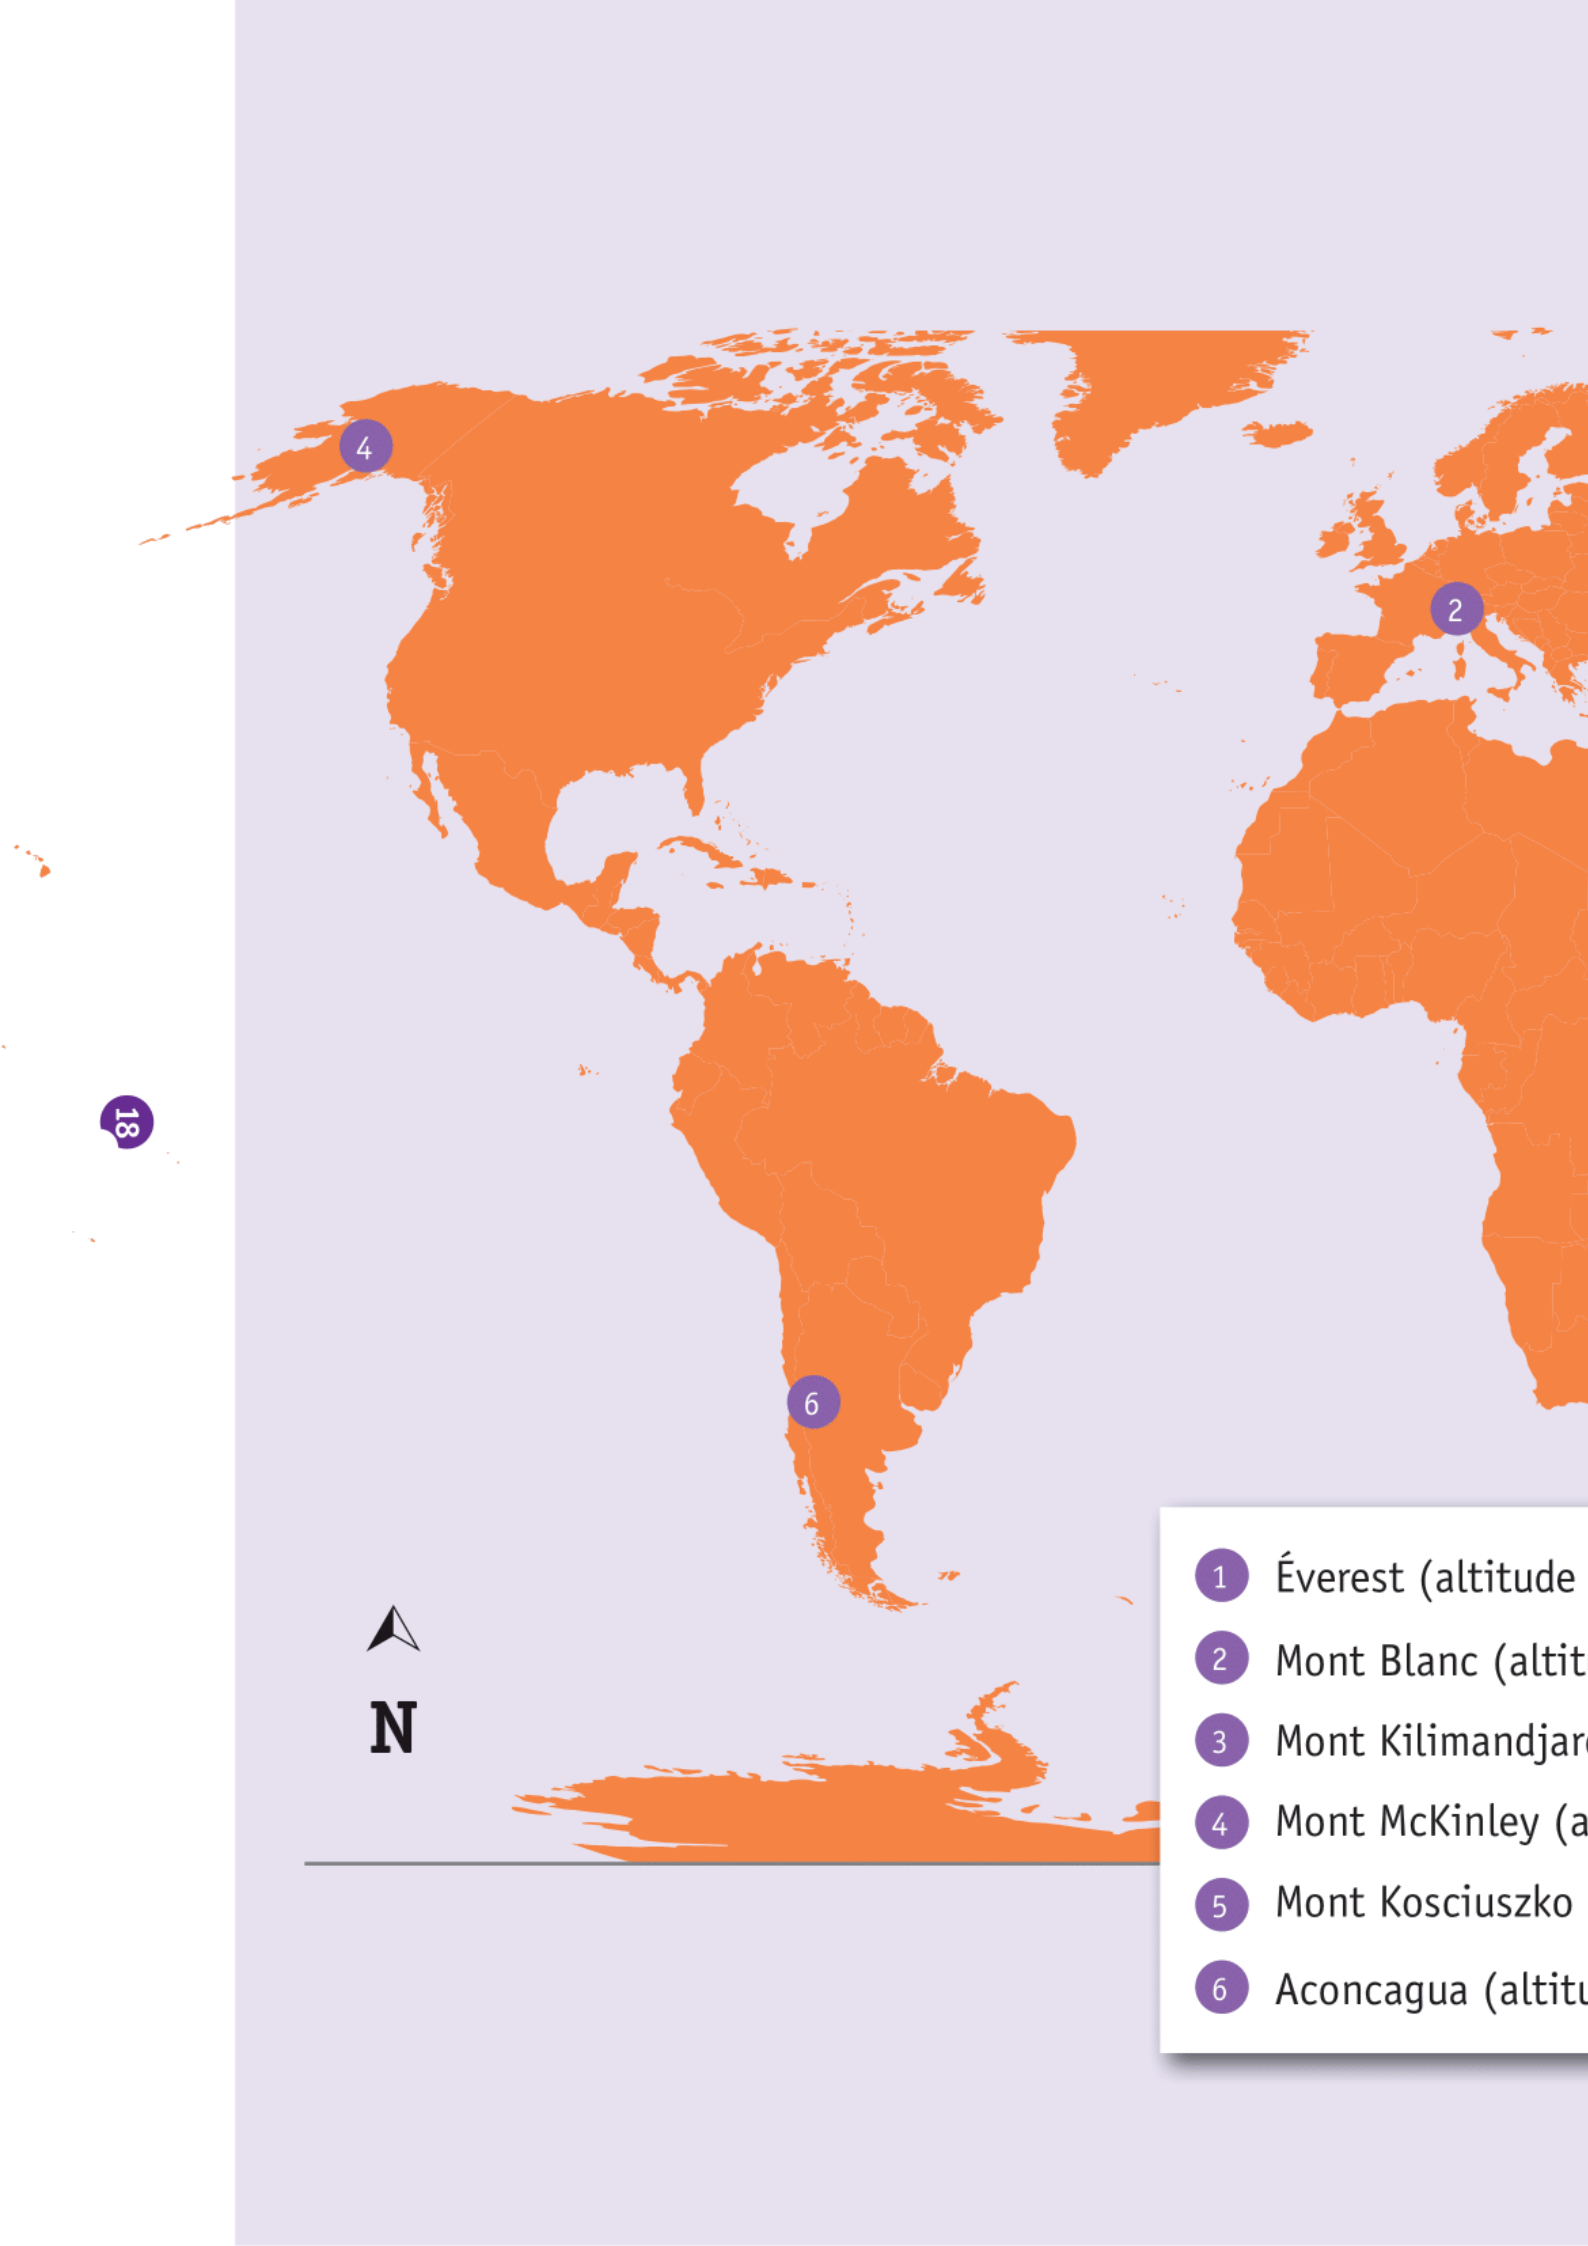 4
2
18
6
1 Éverest (altitude
2 Mont Blanc (altit
3 Mont Kilimandjar
4 Mont McKinley (a
5 Mont Kosciuszko
6 Aconcagua (altitu
N